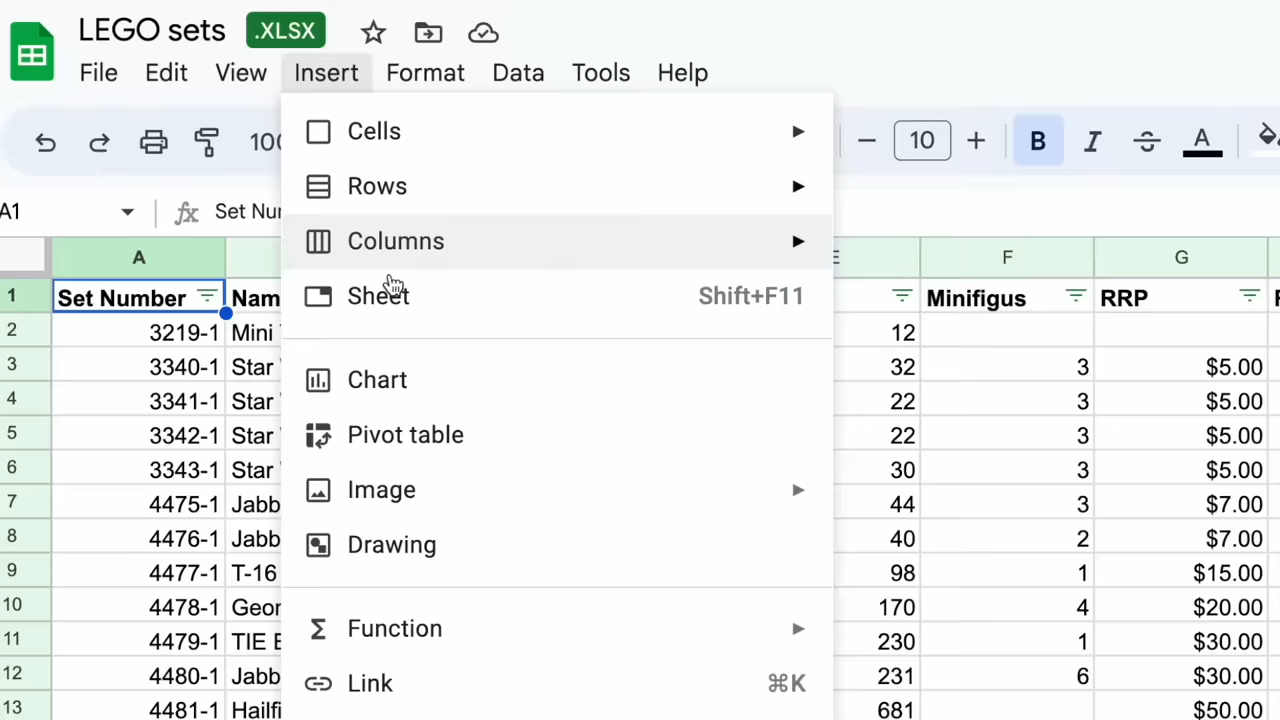 LEGO sets .XLSX
File Edit View Insert Format Data Tools Help
10 B I A
A1 fx Set
Cells
Rows
Columns
Sheet Shift+F11
Chart
Pivot table
Image
Drawing
Function
Link ⌘K
A F G
1 Set Number Minifigus RRP
2 3219-1 Mini 12
3 3340-1 Star 32 3 $5.00
4 3341-1 Star 22 3 $5.00
5 3342-1 Star 22 3 $5.00
6 3343-1 Star 30 3 $5.00
7 4475-1 Jabb 44 3 $7.00
8 4476-1 Jabb 40 2 $7.00
9 4477-1 T-16 98 1 $15.00
10 4478-1 Geor 170 4 $20.00
11 4479-1 TIE 230 1 $30.00
12 4480-1 Jabb 231 6 $30.00
13 4481-1 Hailfi 681 $50.00